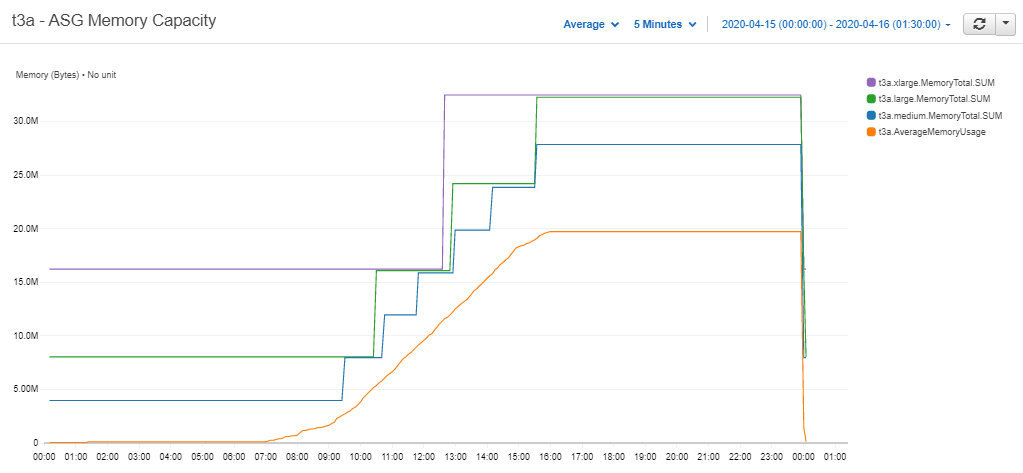 t3a - ASG Memory Capacity
Average 5 Minutes 2020-04-15 (00:00:00) - 2020-04-16 (01:30:00)
Memory (Bytes) • No unit
t3a.xlarge.MemoryTotal.SUM
t3a.large.MemoryTotal.SUM
t3a.medium.MemoryTotal.SUM
t3a.AverageMemoryUsage
30.0M
25.0M
20.0M
15.0M
10.0M
5.00M
0
00:00 01:00 02:00 03:00 04:00 05:00 06:00 07:00 08:00 09:00 10:00 11:00 12:00 13:00 14:00 15:00 16:00 17:00 18:00 19:00 20:00 21:00 22:00 23:00 00:00 01:00